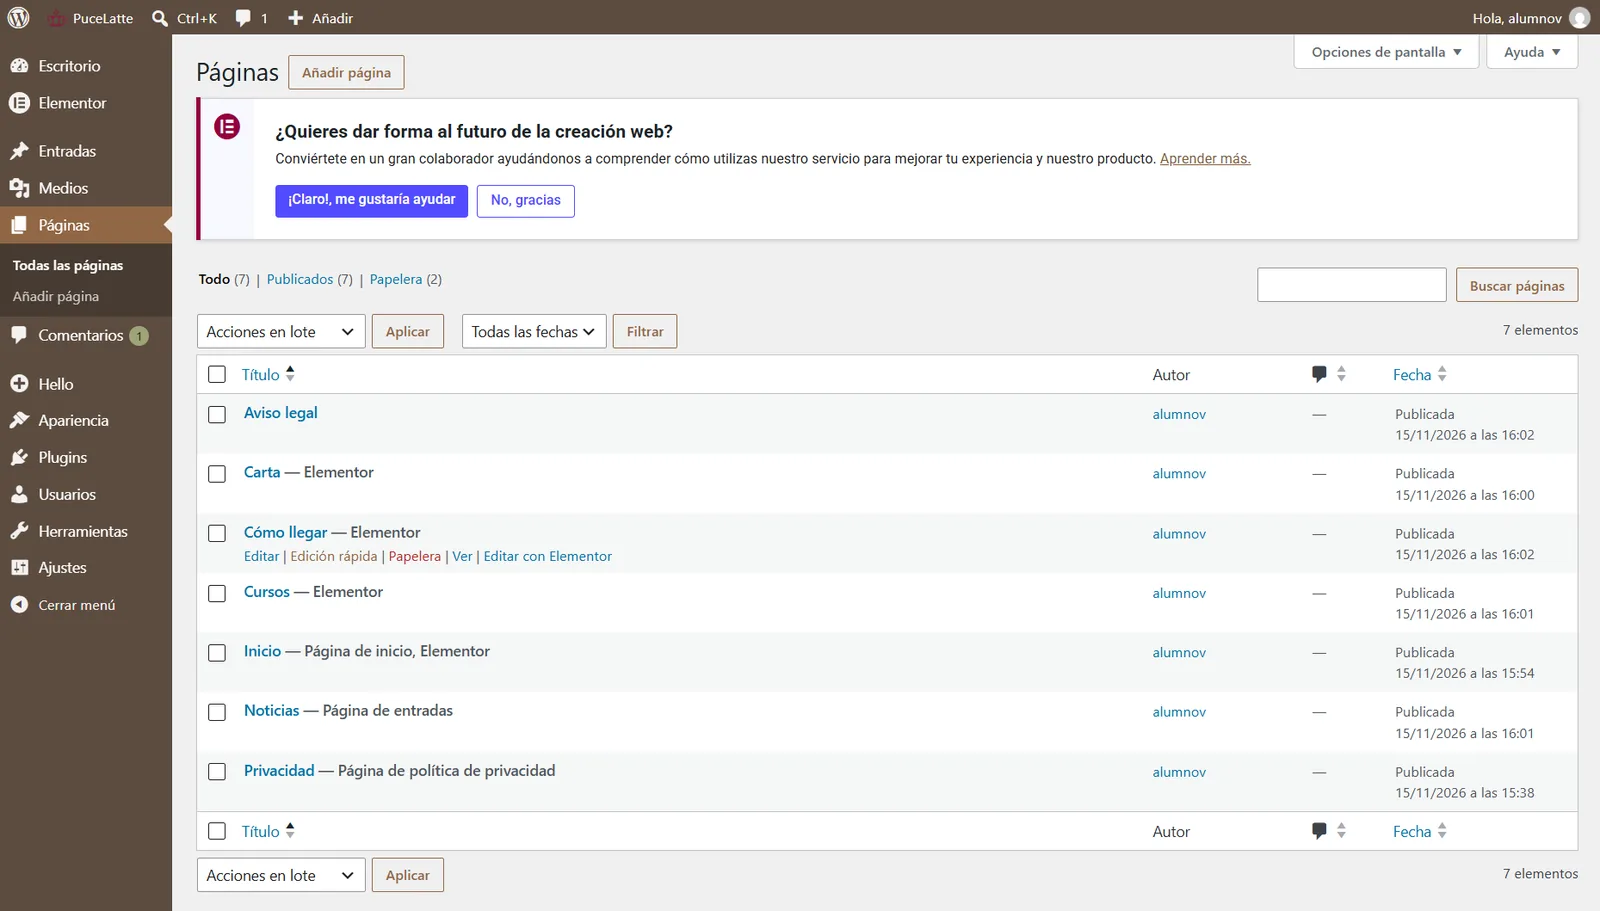 PuceLatte Ctrl+K 1 Añadir Hola, alumnov
Escritorio
Elementor
Entradas
Medios
Páginas
Todas las páginas
Añadir página
Comentarios 1
Hello
Apariencia
Plugins
Usuarios
Herramientas
Ajustes
Cerrar menú
Opciones de pantalla Ayuda
Páginas Añadir página
¿Quieres dar forma al futuro de la creación web?
Conviértete en un gran colaborador ayudándonos a comprender cómo utilizas nuestro servicio para mejorar tu experiencia y nuestro producto. Aprender más.
¡Claro!, me gustaría ayudar No, gracias
Todo (7) | Publicados (7) | Papelera (2)
Buscar páginas
Acciones en lote Aplicar Todas las fechas Filtrar 7 elementos
Título Autor Fecha
Aviso legal alumnov — Publicada
15/11/2026 a las 16:02
Carta — Elementor alumnov — Publicada
15/11/2026 a las 16:00
Cómo llegar — Elementor alumnov — Publicada
Editar | Edición rápida | Papelera | Ver | Editar con Elementor 15/11/2026 a las 16:02
Cursos — Elementor alumnov — Publicada
15/11/2026 a las 16:01
Inicio — Página de inicio, Elementor alumnov — Publicada
15/11/2026 a las 15:54
Noticias — Página de entradas alumnov — Publicada
15/11/2026 a las 16:01
Privacidad — Página de política de privacidad alumnov — Publicada
15/11/2026 a las 15:38
Título Autor Fecha
Acciones en lote Aplicar 7 elementos